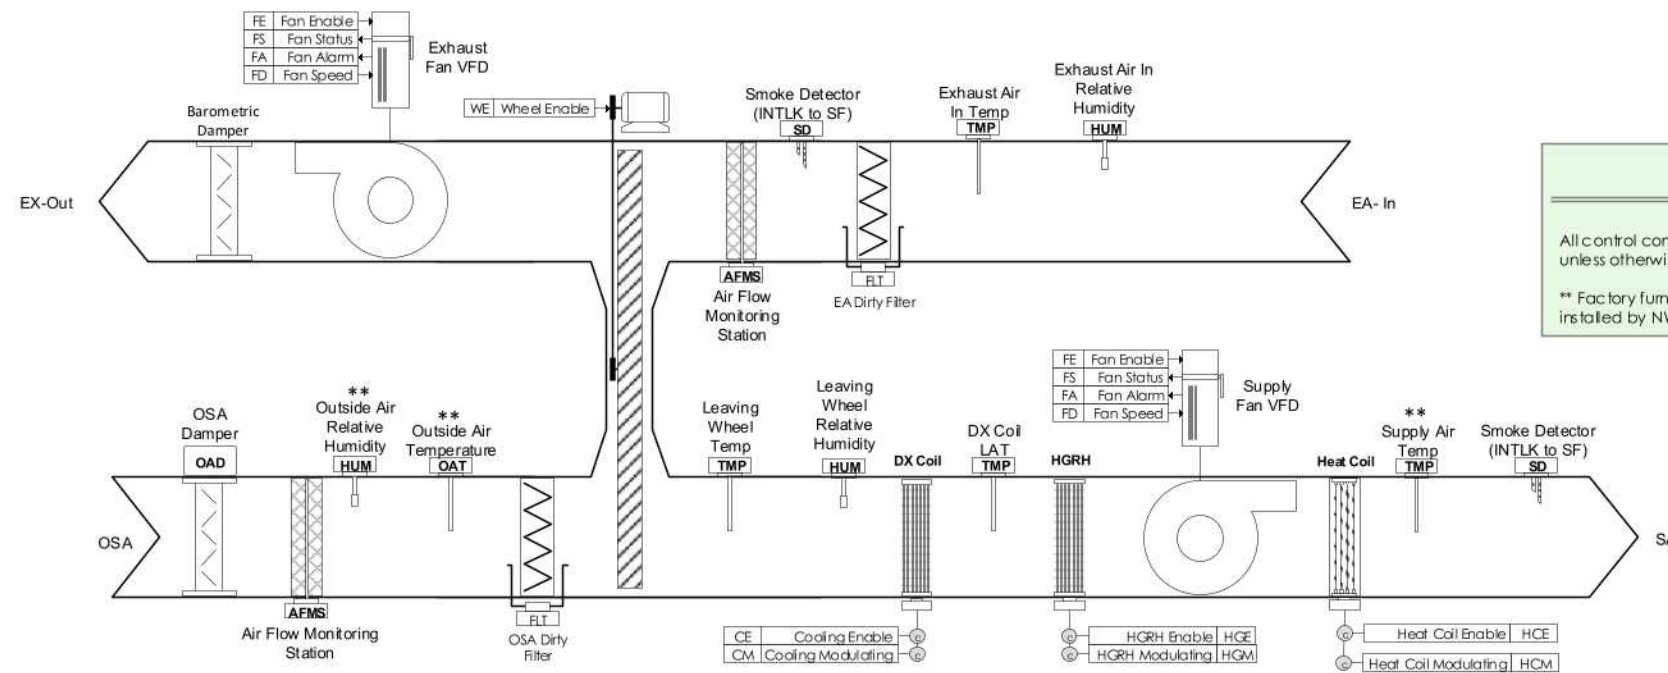 FE Fan Enable
FS Fan Status
FA Fan Alarm
FD Fan Speed
Exhaust
Fan VFD
WE Wheel Enable
Barometric
Damper
Smoke Detector
(INTLK to SF)
SD
Exhaust Air
In Temp
TMP
Exhaust Air In
Relative
Humidity
HUM
EX-Out
EA- In
AFMS
Air Flow
Monitoring
Station
FLT
EA Dirty Filter
All control
unless
** Factory
installed by
FE Fan Enable
FS Fan Status
FA Fan Alarm
FD Fan Speed
Supply
Fan VFD
OSA
Damper
OAD
**
Outside Air
Relative
Humidity
HUM
**
Outside Air
Temperature
OAT
Leaving
Wheel
Temp
TMP
Leaving
Wheel
Relative
Humidity
HUM
DX Coil
DX Coil
LAT
TMP
HGRH
Heat Coil
**
Supply Air
Temp
TMP
Smoke Detector
(INTLK to SF)
SD
OSA
AFMS
Air Flow Monitoring
Station
FLT
OSA Dirty
Filter
CE Cooling Enable C
CM Cooling Modulating C
C HGRH Enable HGE
C HGRH Modulating HGM
C Heat Coil Enable HCE
C Heat Coil Modulating HCM